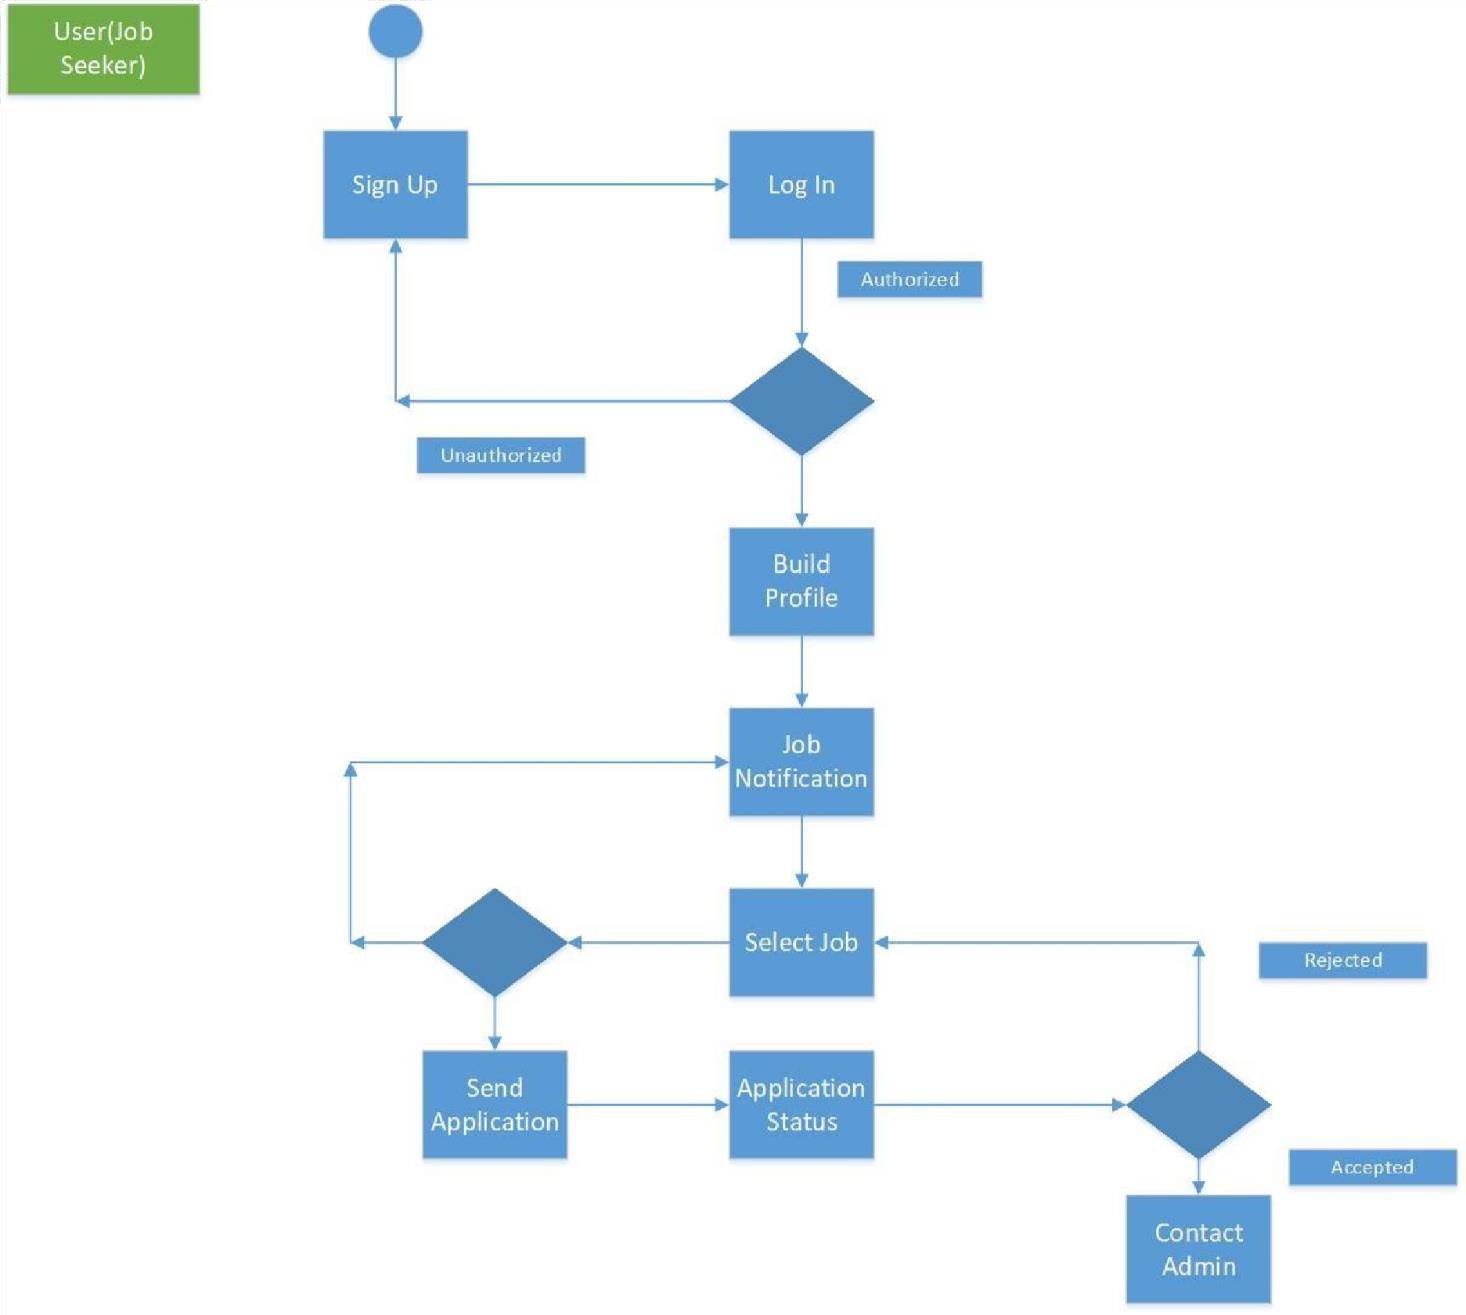 User(Job
Seeker)
Sign Up
Log In
Authorized
Unauthorized
Build
Profile
Job
Notification
Select Job
Rejected
Send
Application
Application
Status
Accepted
Contact
Admin